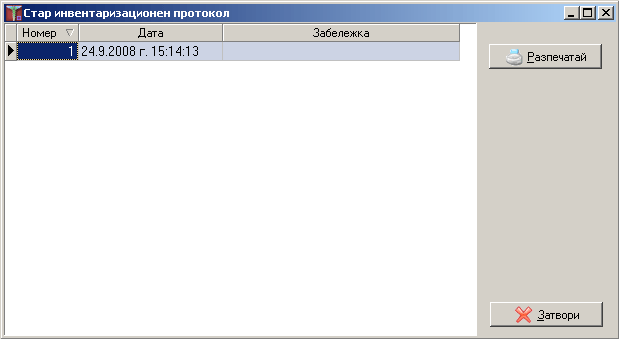 Стар инвентаризационен протокол
Номер Дата Забележка
1 24.9.2008 г. 15:14:13
Разпечатай
Затвори